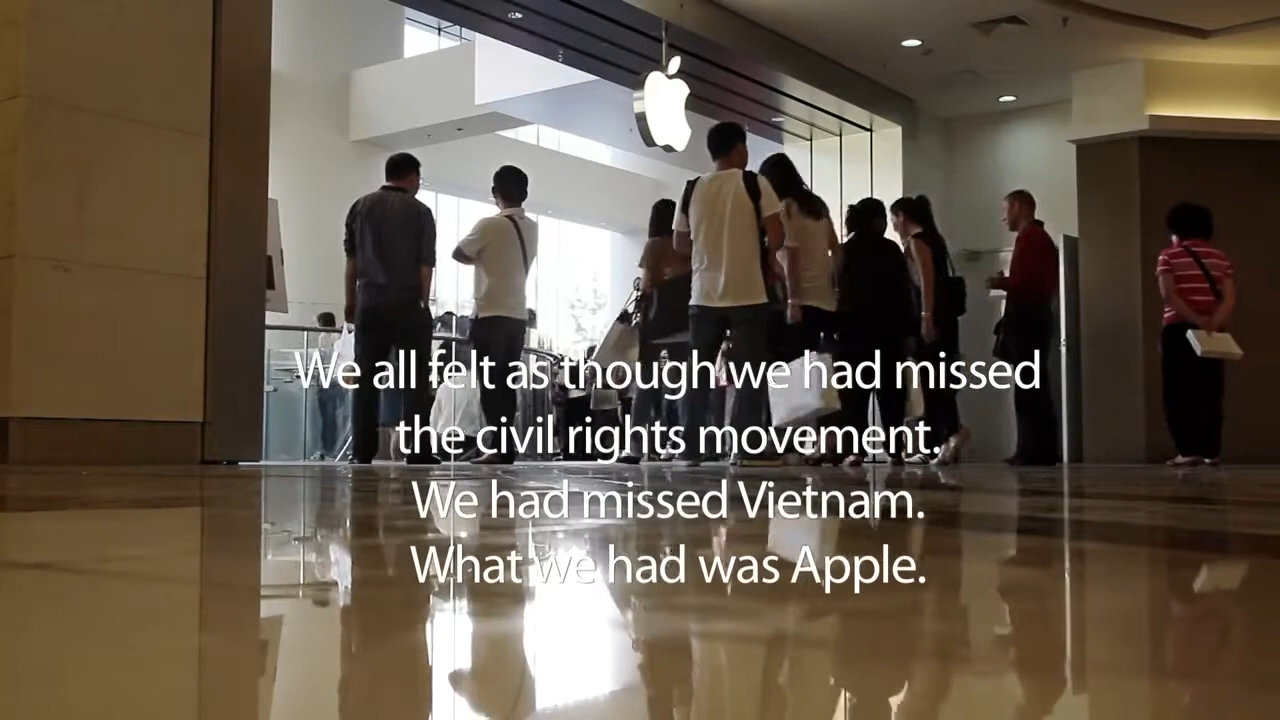 We all felt as though we had missed
the civil rights movement.
We had missed Vietnam.
What we had was Apple.